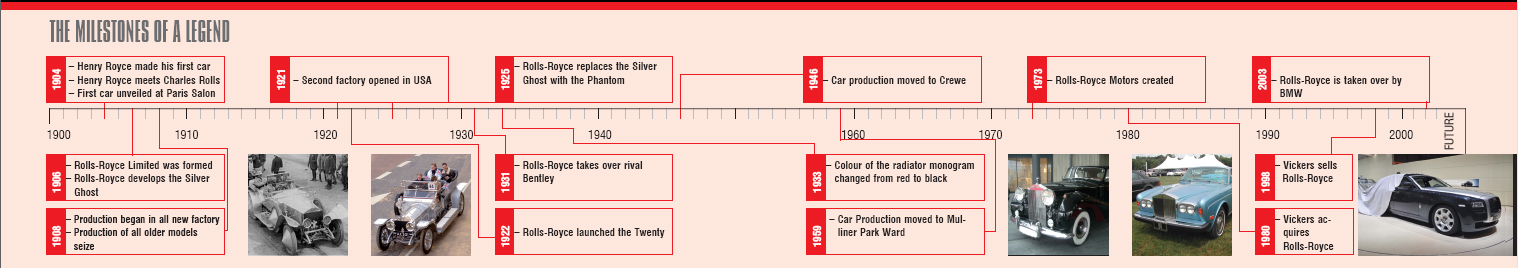 THE MILESTONES OF A LEGEND
1904
– Henry Royce made his first car
– Henry Royce meets Charles Rolls
– First car unveiled at Paris Salon
1921
– Second factory opened in USA
1925
– Rolls-Royce replaces the Silver
Ghost with the Phantom
1946
– Car production moved to Crewe
1973
– Rolls-Royce Motors created
2003
– Rolls-Royce is taken over by
BMW
1900
1910
1920
1930
1940
1960
1970
1980
1990
2000
FUTURE
1906
– Rolls-Royce Limited was formed
– Rolls-Royce develops the Silver
Ghost
1931
– Rolls-Royce takes over rival
Bentley
1933
– Colour of the radiator monogram
changed from red to black
1998
– Vickers sells
Rolls-Royce
1908
– Production began in all new factory
– Production of all older models
seize
1922
– Rolls-Royce launched the Twenty
1959
– Car Production moved to Mul-
liner Park Ward
1980
– Vickers ac-
quires
Rolls-Royce